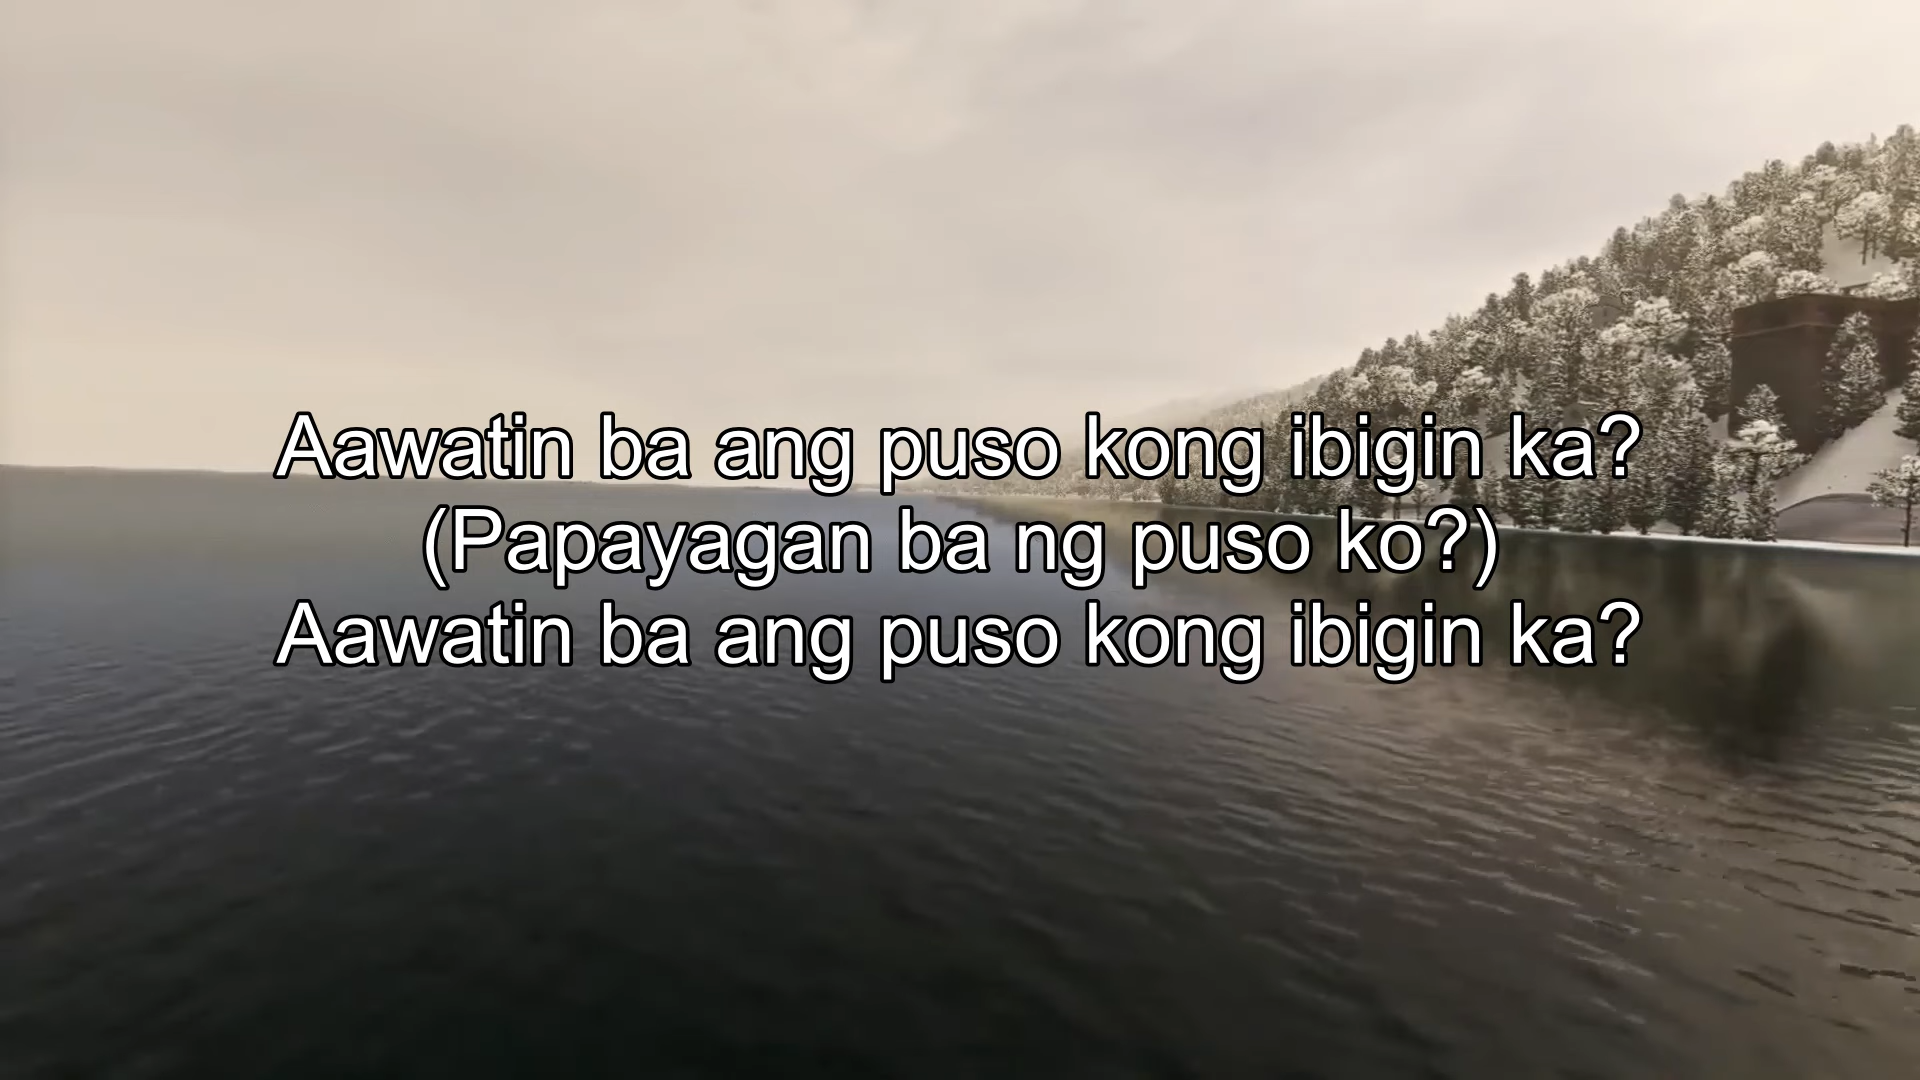 Aawatin ba ang puso kong ibigin ka?
(Papayagan ba ng puso ko?)
Aawatin ba ang puso kong ibigin ka?